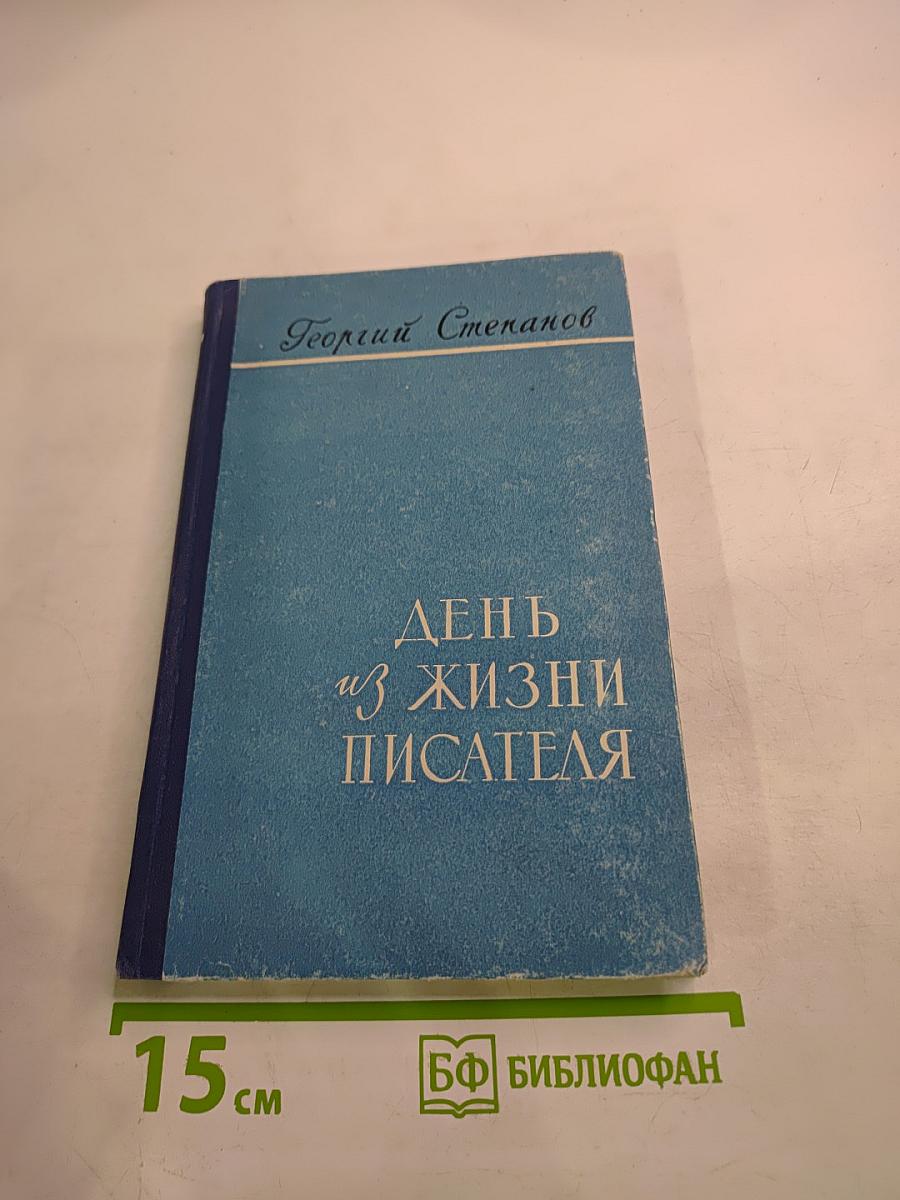 Георгий Степанов
ДЕНЬ
из ЖИЗНИ
ПИСАТЕЛЯ
15 см
БФ БИБЛИОФАН